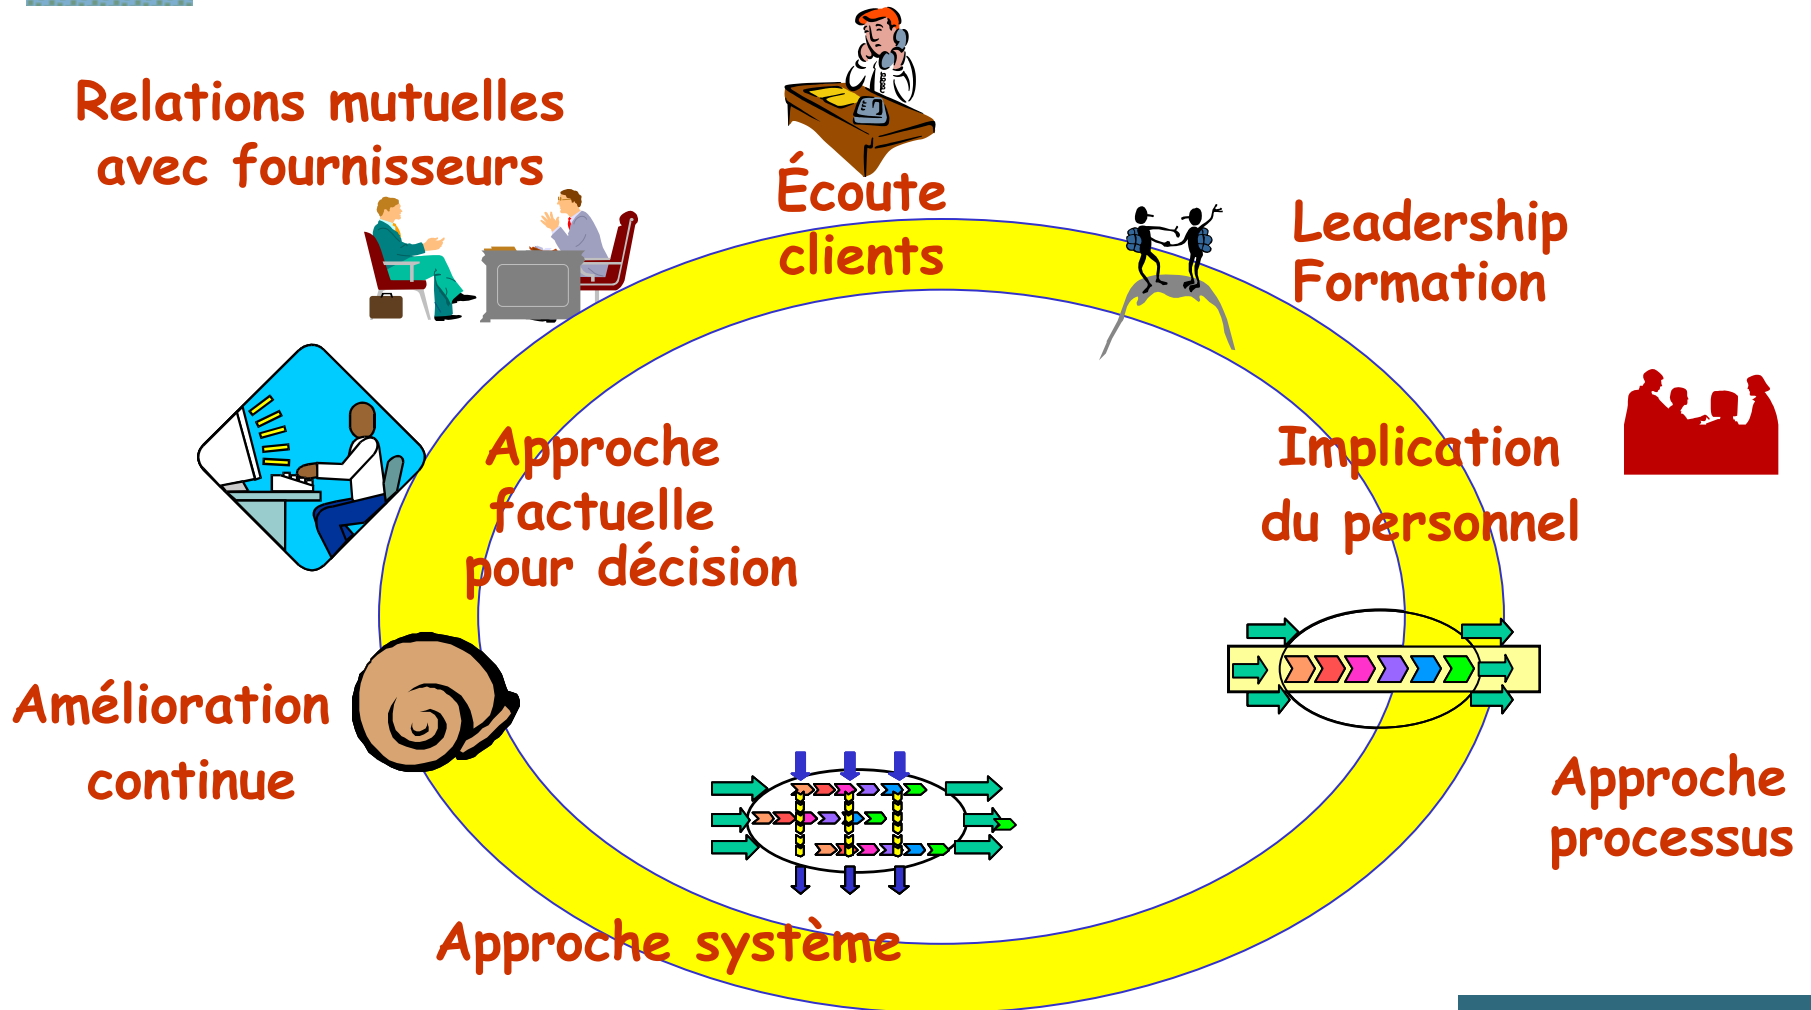 Relations mutuelles
avec fournisseurs
Écoute
clients
Leadership
Formation
Approche
factuelle
pour décision
Implication
du personnel
Amélioration
continue
Approche
processus
Approche système